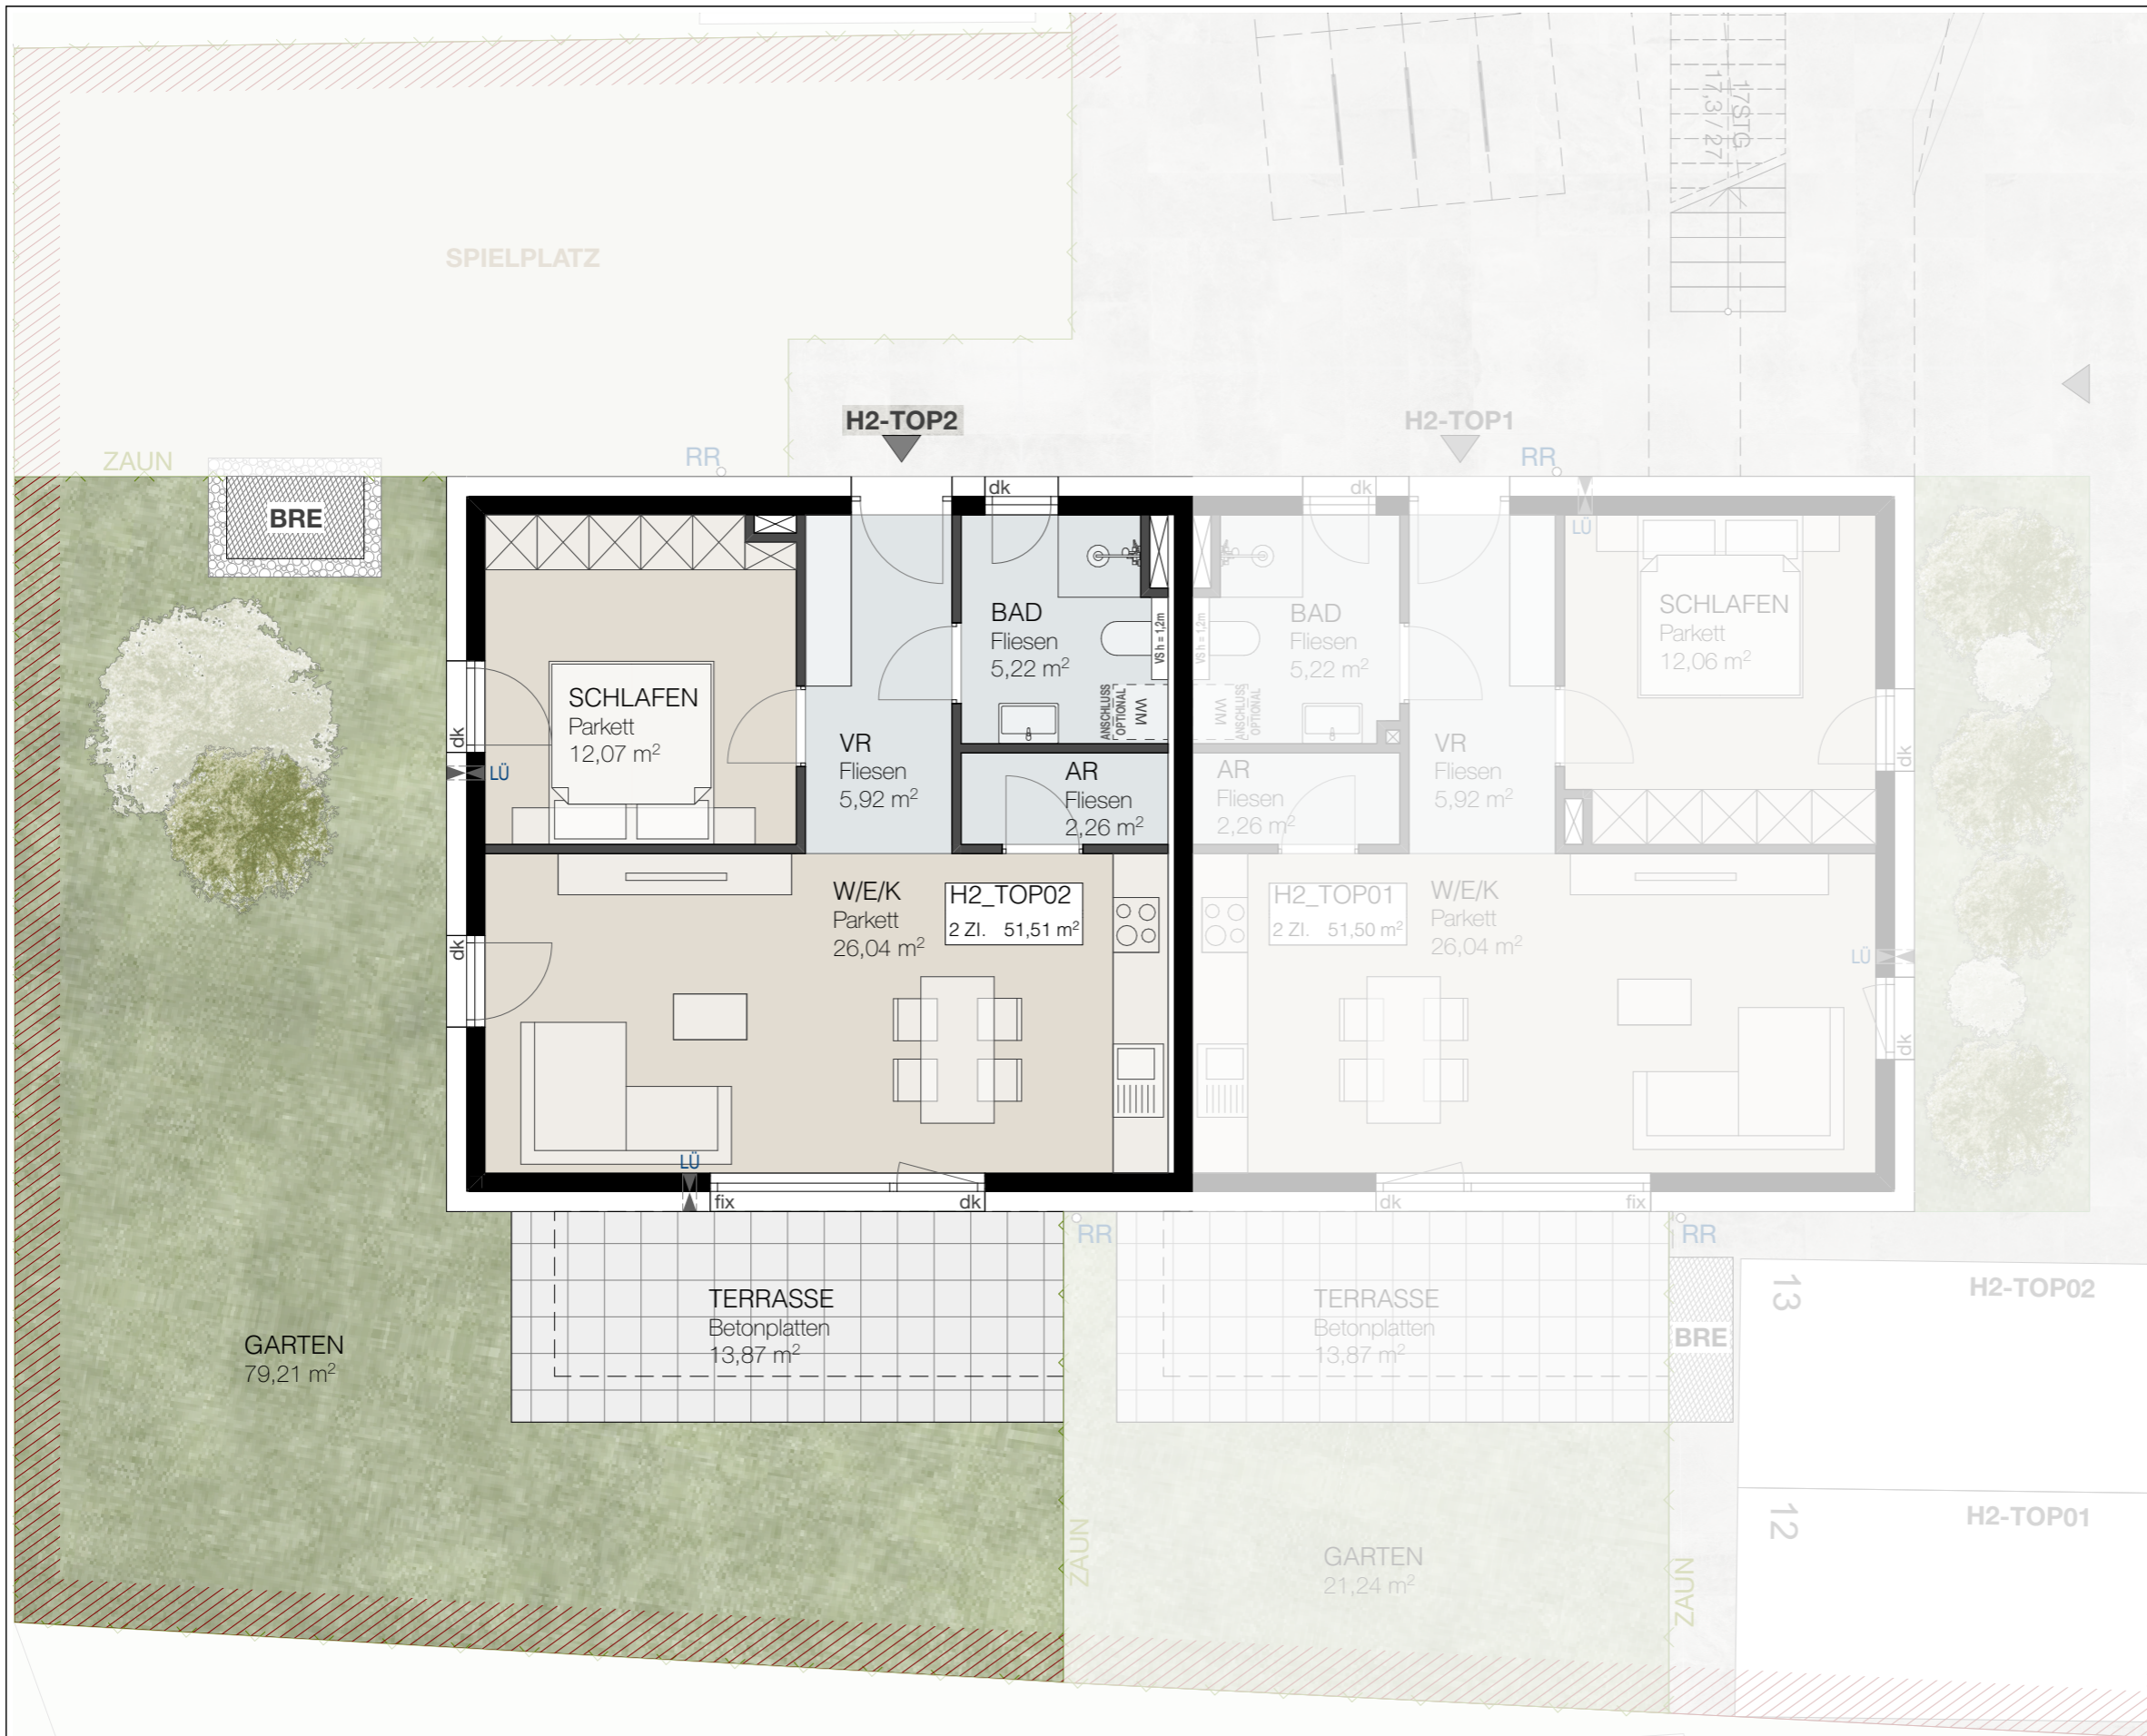 17STG
17,3 / 27
SPIELPLATZ
H2-TOP2
H2-TOP1
ZAUN
RR
RR
BRE
dk
dk
LÜ
BAD
Fliesen
5,22 m²
VS h = 1,2m
VS h = 1,2m
BAD
Fliesen
5,22 m²
SCHLAFEN
Parkett
12,06 m²
SCHLAFEN
Parkett
12,07 m²
ANSCHLUSS
OPTIONAL
WM
WM
ANSCHLUSS
OPTIONAL
dk
LÜ
VR
Fliesen
5,92 m²
AR
Fliesen
2,26 m²
AR
Fliesen
2,26 m²
VR
Fliesen
5,92 m²
dk
W/E/K
Parkett
26,04 m²
H2_TOP02
2 ZI. 51,51 m²
H2_TOP01
2 ZI. 51,50 m²
W/E/K
Parkett
26,04 m²
dk
LÜ
dk
LÜ
fix
dk
dk
fix
RR
RR
TERRASSE
Betonplatten
13,87 m²
TERRASSE
Betonplatten
13,87 m²
BRE
13
H2-TOP02
GARTEN
79,21 m²
12
H2-TOP01
ZAUN
GARTEN
21,24 m²
ZAUN